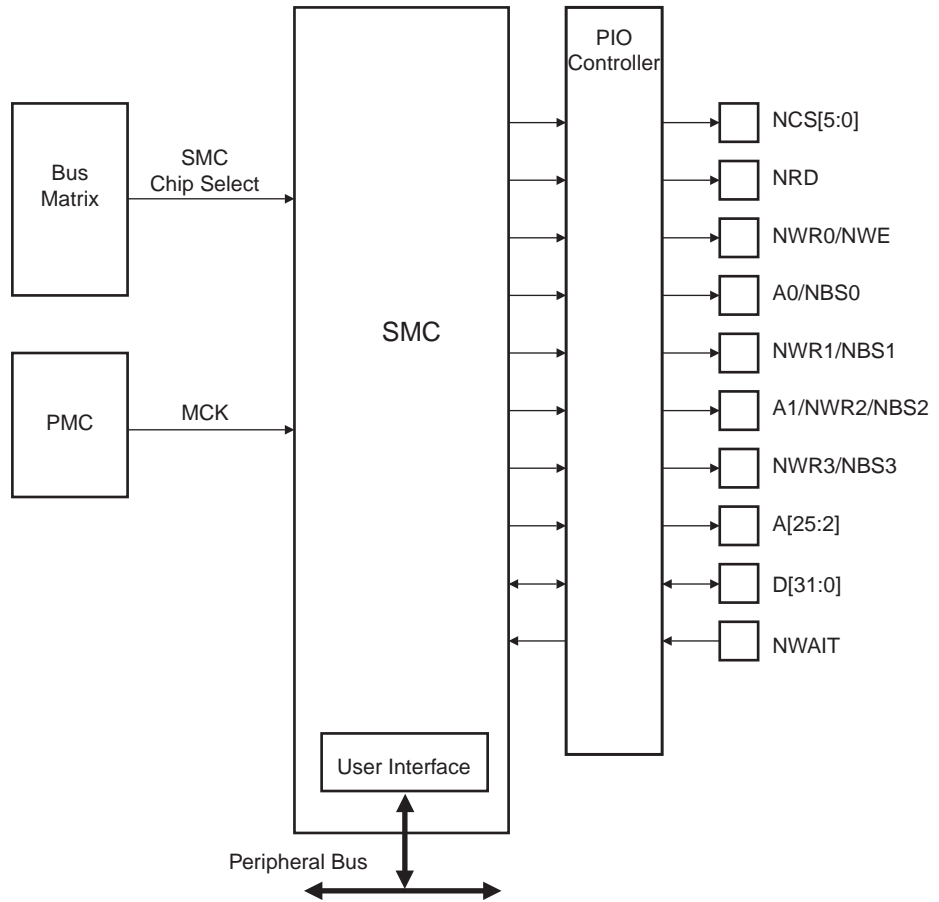 PIO
Controller
Bus
Matrix
SMC
Chip Select
PMC
MCK
SMC
User Interface
Peripheral Bus
NCS[5:0]
NRD
NWR0/NWE
A0/NBS0
NWR1/NBS1
A1/NWR2/NBS2
NWR3/NBS3
A[25:2]
D[31:0]
NWAIT